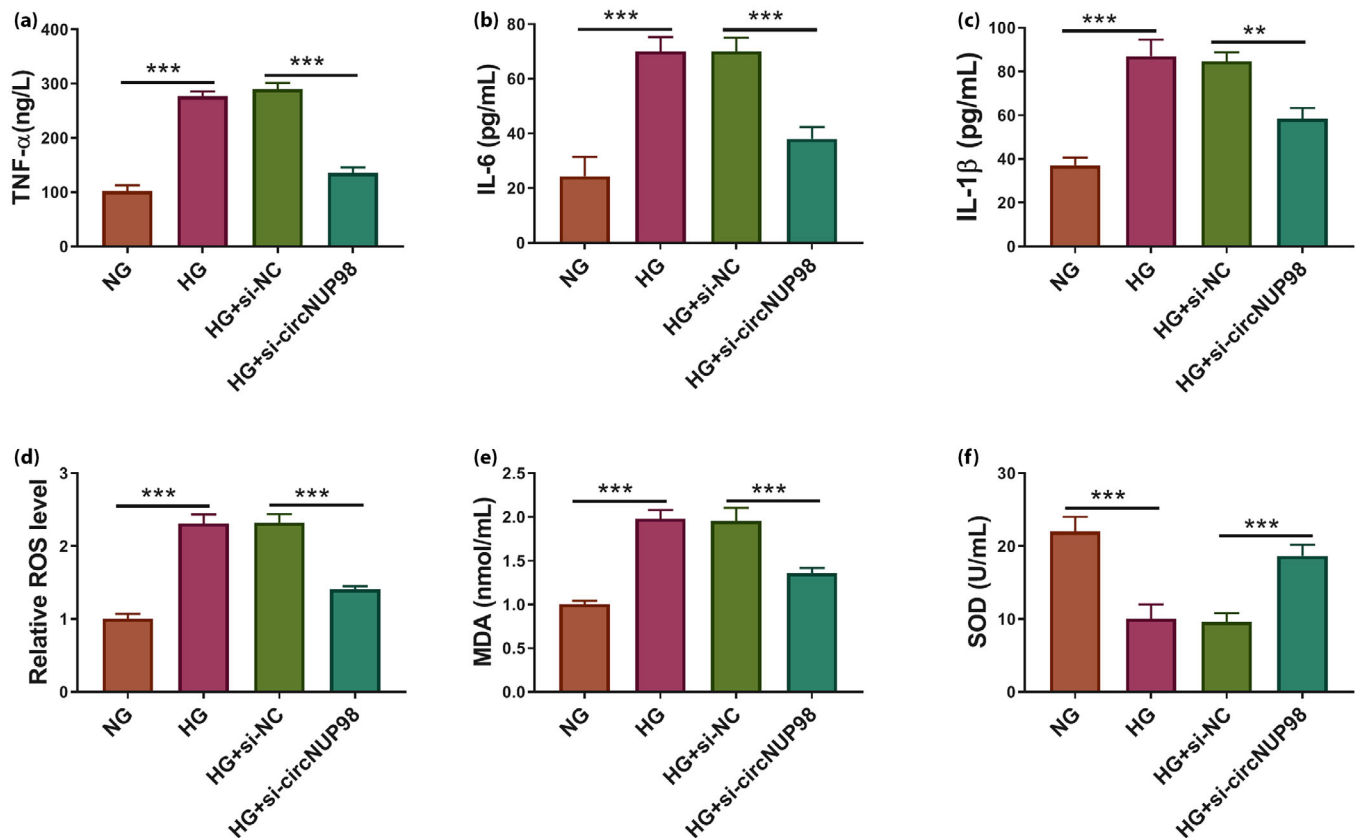 (a)
TNF-α(ng/L)
400
300
200
100
0
***
***
NG
HG
HG+si-NC
HG+si-circNUP98
(b)
IL-6 (pg/mL)
80
60
40
20
0
***
***
NG
HG
HG+si-NC
HG+si-circNUP98
(c)
IL-1β (pg/mL)
100
80
60
40
20
0
***
**
NG
HG
HG+si-NC
HG+si-circNUP98
(d)
Relative ROS level
3
2
1
0
***
***
NG
HG
HG+si-NC
HG+si-circNUP98
(e)
MDA (nmol/mL)
2.5
2.0
1.5
1.0
0.5
0.0
***
***
NG
HG
HG+si-NC
HG+si-circNUP98
(f)
SOD (U/mL)
30
20
10
0
***
***
NG
HG
HG+si-NC
HG+si-circNUP98